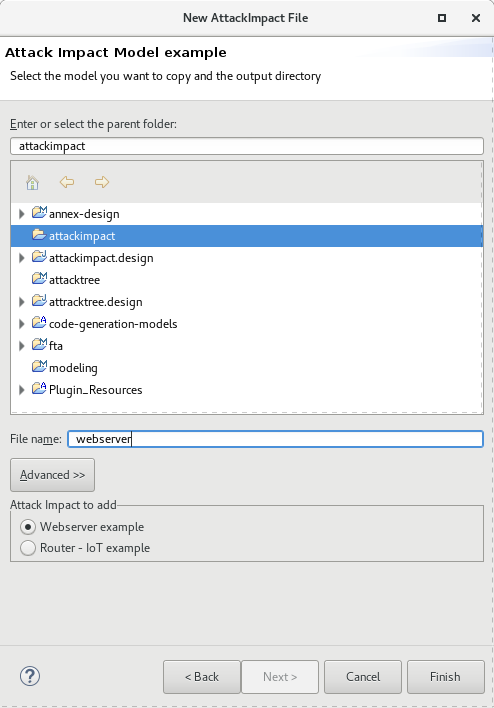 New AttackImpact File
Attack Impact Model example
Select the model you want to copy and the output directory
Enter or select the parent folder:
attackimpact
annex-design
attackimpact
attackimpact.design
attacktree
attracktree.design
code-generation-models
fta
modeling
Plugin_Resources
File name: webserver
Advanced >>
Attack Impact to add
Webserver example
Router - IoT example
? < Back Next > Cancel Finish